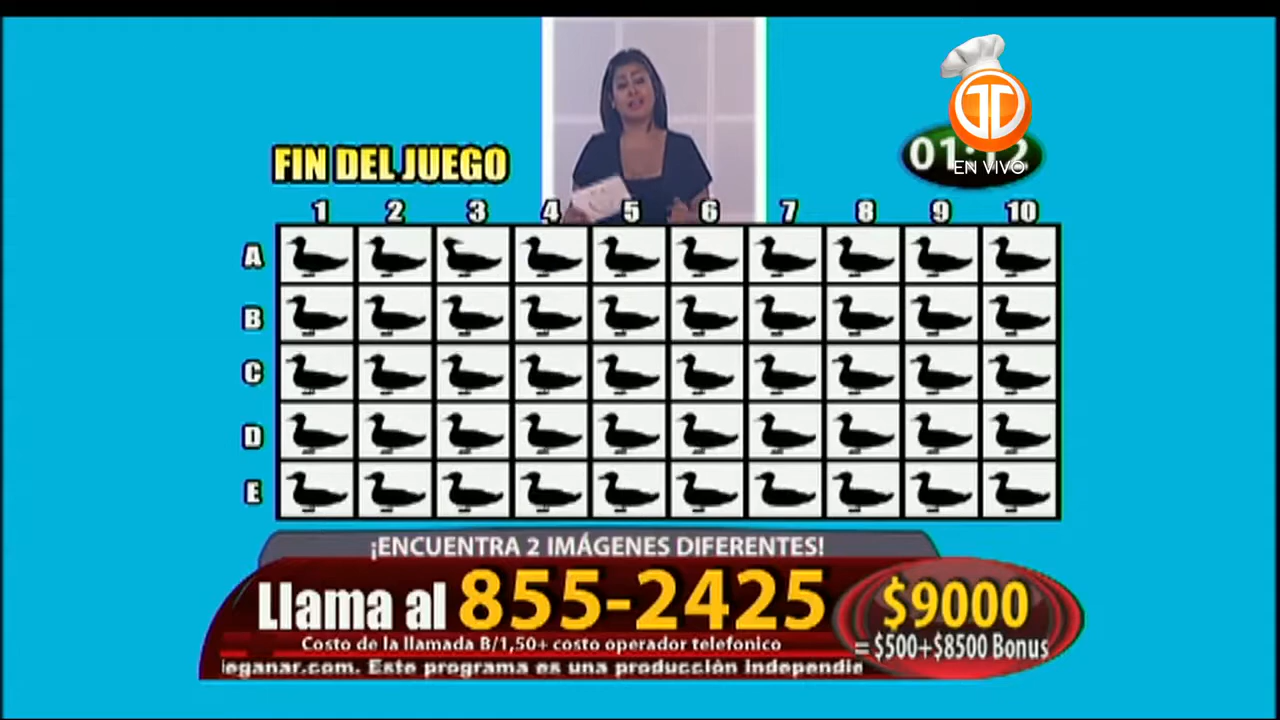 FIN DEL JUEGO
EN VIVO
1 2 3 4 5 6 7 8 9 10
A
B
C
D
E
¡ENCUENTRA 2 IMÁGENES DIFERENTES!
Llama al 855-2425
$9000
Costo de la llamada B/1,50+ costo operador telefonico
= $500+$8500 Bonus
leganar.com. Este programa es una producción